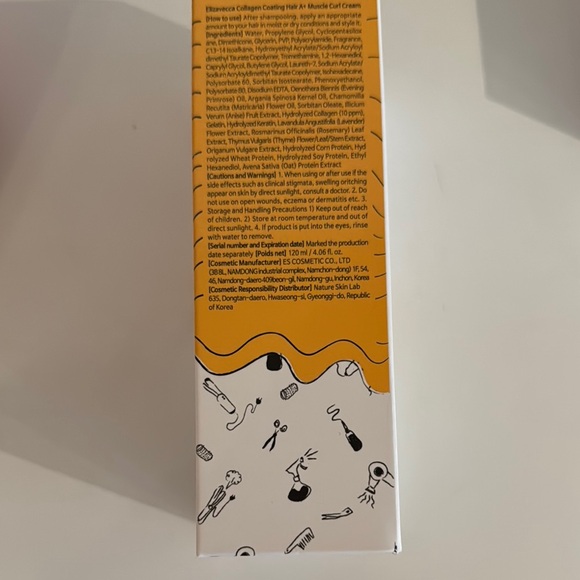 Elizavecca Collagen Coating Hair A+ Muscle Curl Cream
[How to use] After shampooing, apply an appropriate
amount to your hair in moist or dry conditions and style it.
[Ingredients] Water, Propylene Glycol, Cyclopentasilox
ane, Dimethicone, Glycerin, PVP, Polyacrylamide, Fragrance,
C13-14 Isoalkane, Hydroxyethyl Acrylate/Sodium Acryloyl
dimethyl Taurate Copolymer, Tromethamine, 1,2-Hexanediol,
Caprylyl Glycol, Butylene Glycol, Laureth-7, Sodium Acrylate/
Sodium Acryloyldimethyl Taurate Copolymer, Isohexadecane,
Polysorbate 60, Sorbitan Isostearate, Phenoxyethanol,
Polysorbate 80, Disodium EDTA, Oenothera Biennis (Evening
Primrose) Oil, Argania Spinosa Kernel Oil, Chamomilla
Recutita (Matricaria) Flower Oil, Sorbitan Oleate, Illicium
Verum (Anise) Fruit Extract, Hydrolyzed Collagen (10 ppm),
Gelatin, Hydrolyzed Keratin, Lavandula Angustifolia (Lavender)
Flower Extract, Rosmarinus Officinalis (Rosemary) Leaf
Extract, Thymus Vulgaris (Thyme) Flower/Leaf/Stem Extract,
Origanum Vulgare Extract, Hydrolyzed Corn Protein, Hyd
rolyzed Wheat Protein, Hydrolyzed Soy Protein, Ethyl
Hexanediol, Avena Sativa (Oat) Protein Extract
[Cautions and Warnings] 1. When using or after use if the
side effects such as clinical stigmata, swelling oritching
appear on skin by direct sunlight, consult a doctor. 2. Do
not use on open wounds, eczema or dermatitis etc. 3.
Storage and Handling Precautions 1) Keep out of reach
of children. 2) Store at room temperature and out of
direct sunlight. 4. If product is put into the eyes, rinse
with water to remove.
[Serial number and Expiration date] Marked the production
date separately [Poids net] 120 ml / 4.06 fl. oz.
[Cosmetic Manufacturer] ES COSMETIC CO., LTD
(3B 8L, NAMDONG industrial complex, Namchon-dong) 1F, 54,
46, Namdong-daero409beon-gil, Namdong-gu, Inchon, Korea
[Cosmetic Responsibility Distributor] Nature Skin Lab
635, Dongtan-daero, Hwaseong-si, Gyeonggi-do, Republic
of Korea